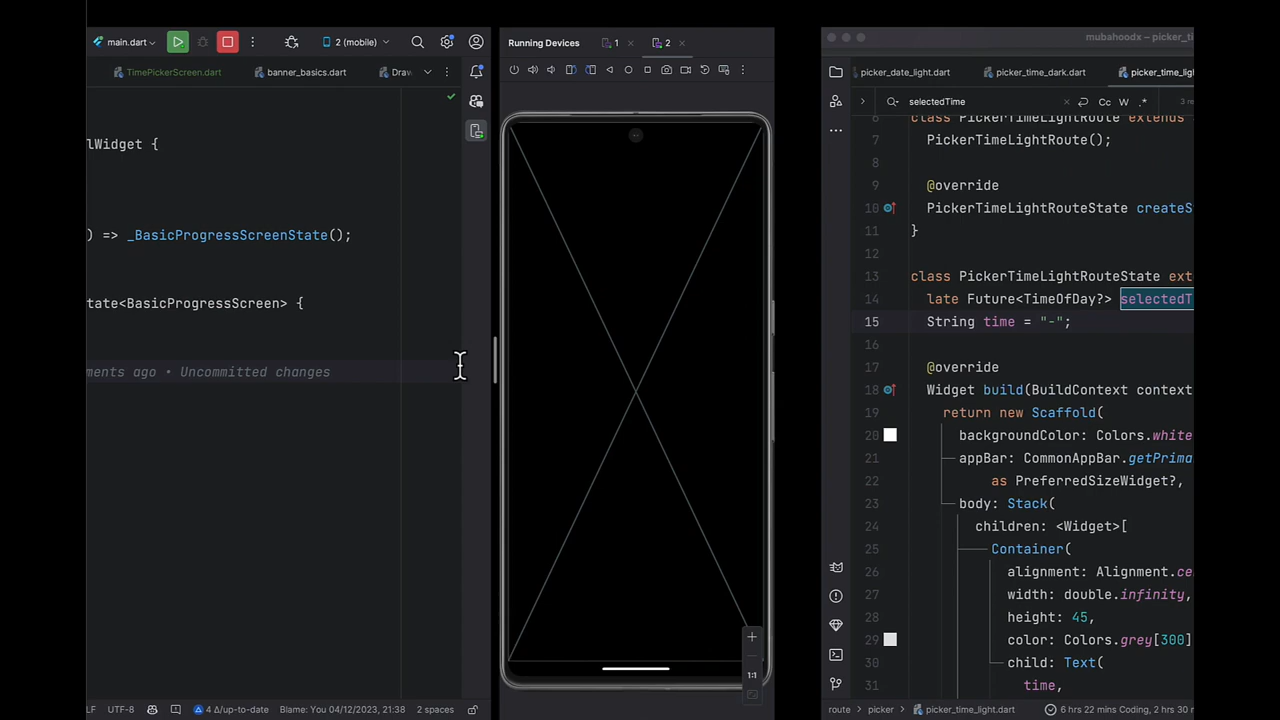 main.dart
2 (mobile)
TimePickerScreen.dart
banner_basics.dart
Draw
lWidget {
) => _BasicProgressScreenState();
tate<BasicProgressScreen> {
ments ago • Uncommitted changes
LF UTF-8 4 Δ/up-to-date Blame: You 04/12/2023, 21:38 2 spaces
Running Devices 1 2
1:1
mubahoodx – picker_ti
picker_date_light.dart
picker_time_dark.dart
picker_time_ligh
selectedTime
Cc W .* 3 re
6 class PickerTimeLightRoute extends
7 PickerTimeLightRoute();
8
9 @override
10 PickerTimeLightRouteState createS
11 }
12
13 class PickerTimeLightRouteState ext
14 late Future<TimeOfDay?> selectedT
15 String time = "-";
16
17 @override
18 Widget build(BuildContext context
19 return new Scaffold(
20 backgroundColor: Colors.white
21 appBar: CommonAppBar.getPrima
22 as PreferredSizeWidget?,
23 body: Stack(
24 children: <Widget>[
25 Container(
26 alignment: Alignment.ce
27 width: double.infinity,
28 height: 45,
29 color: Colors.grey[300]
30 child: Text(
31 time,
route picker picker_time_light.dart 6 hrs 22 mins Coding, 2 hrs 30